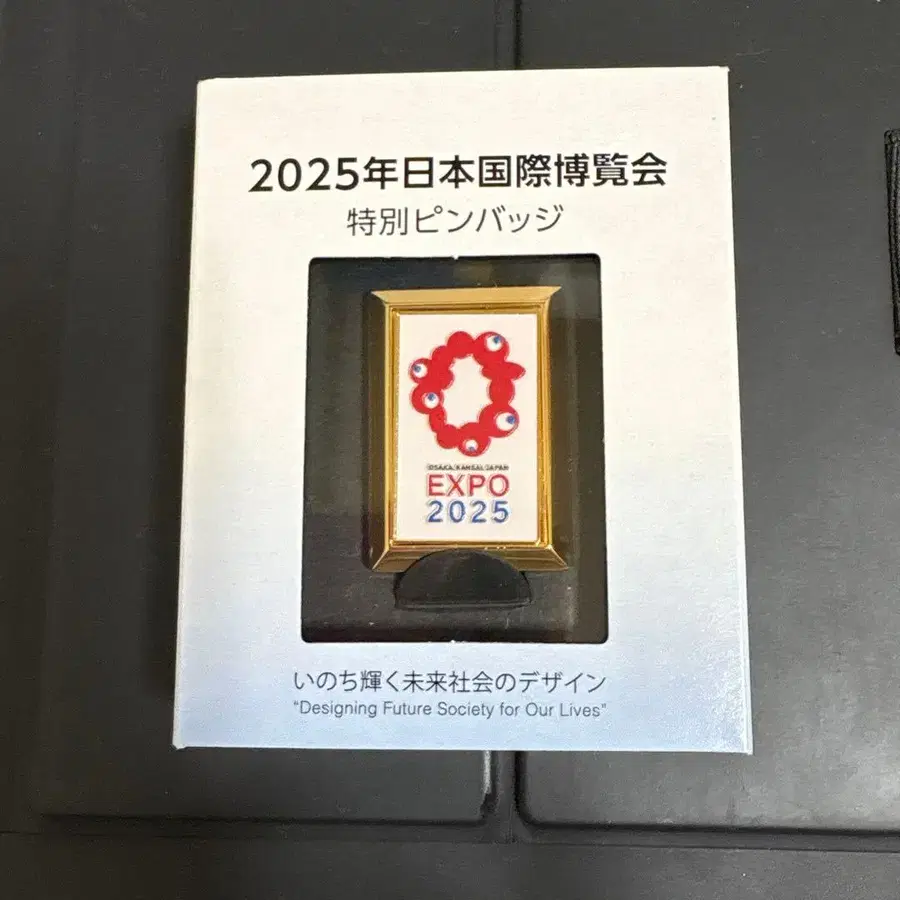 2025年日本国際博覧会
特別ピンバッジ
OSAKA, KANSAI, JAPAN
EXPO
2025
いのち輝く未来社会のデザイン
"Designing Future Society for Our Lives"